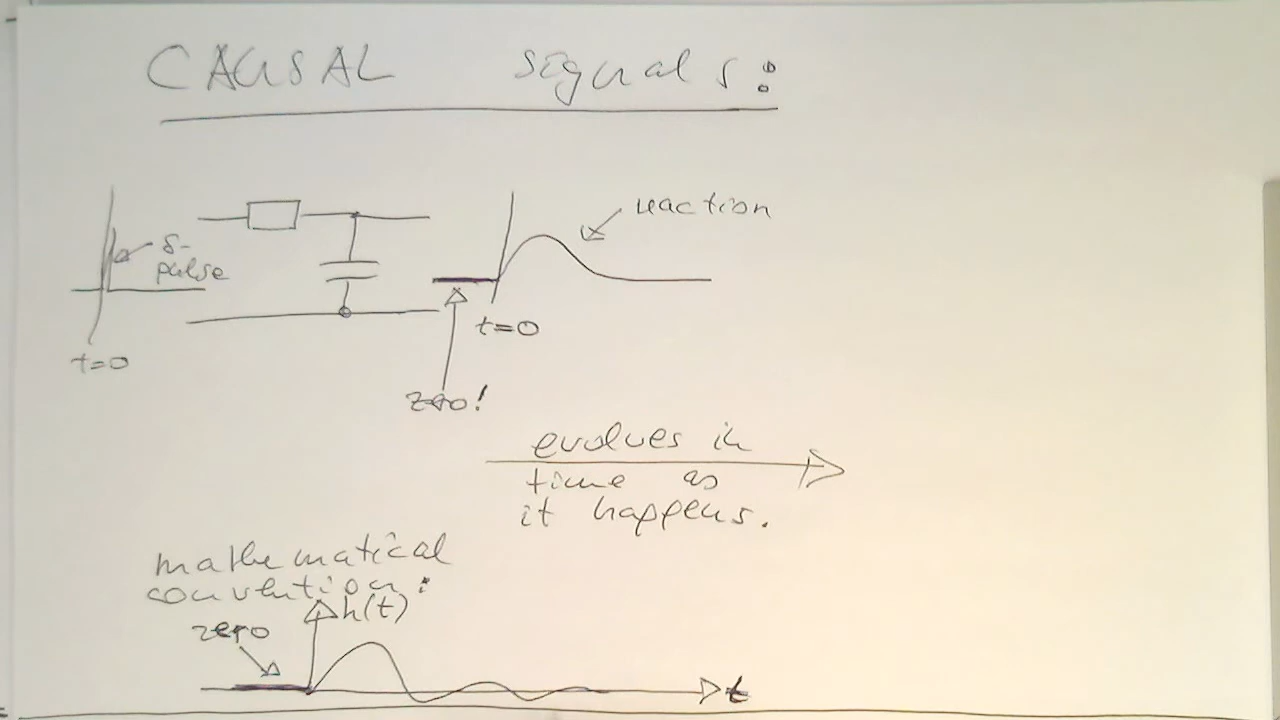 CAUSAL signals:
reaction
δ-
pulse
t=0
t=0
zero!
evolves in
time as
it happens.
mathematical
convention:
h(t)
zero
t